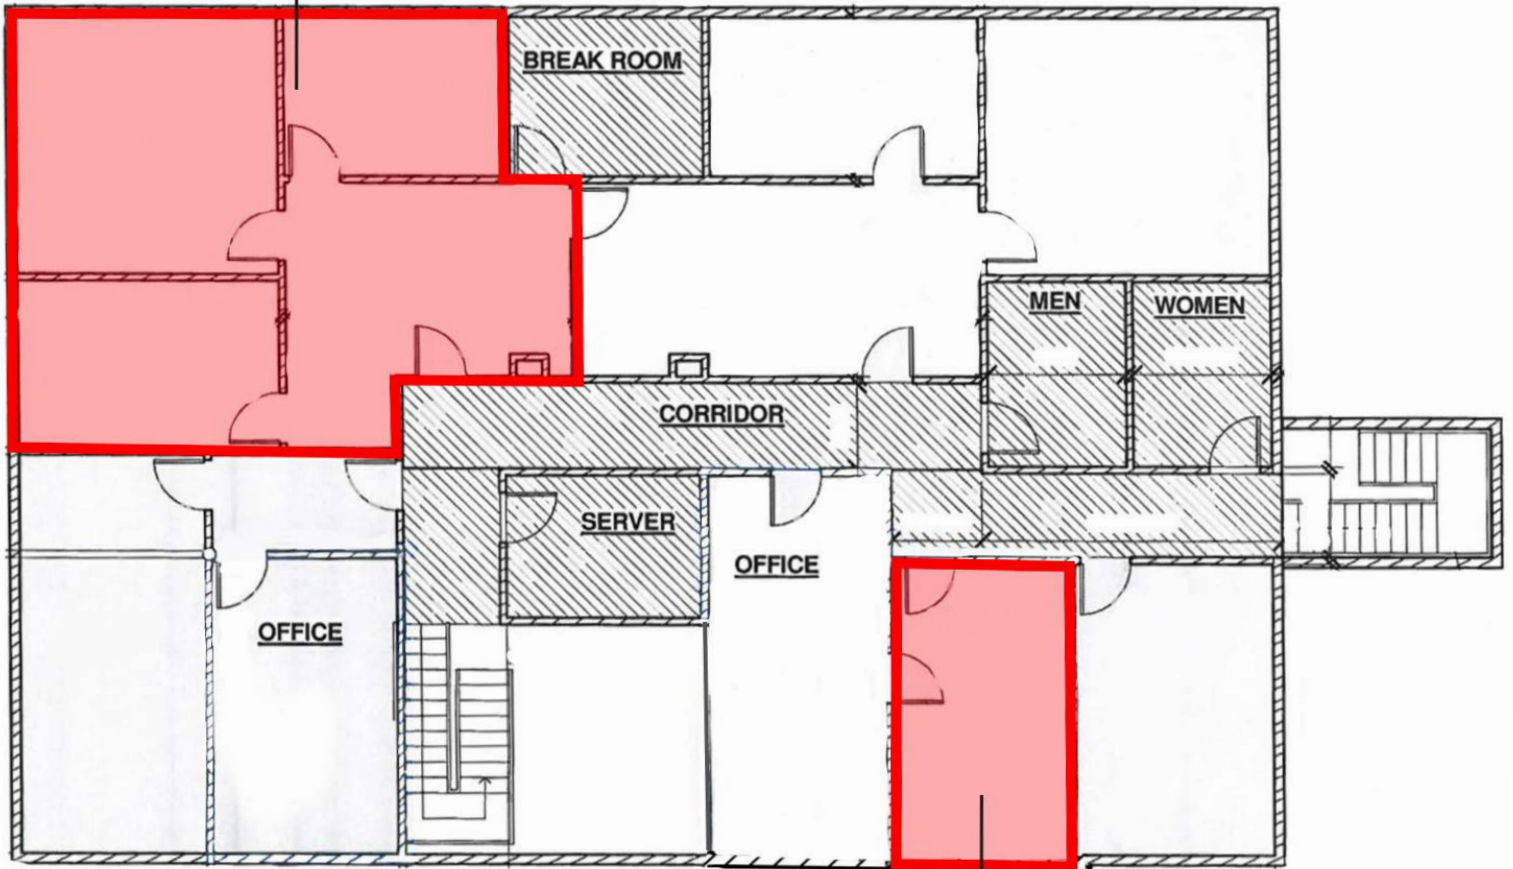 BREAK ROOM
MEN
WOMEN
CORRIDOR
SERVER
OFFICE
OFFICE